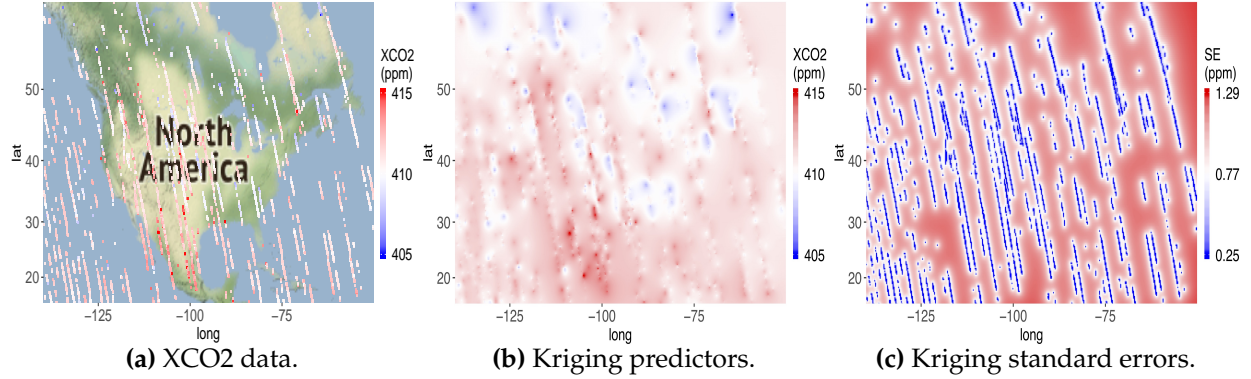 XCO2
(ppm)
415
410
405
50
40
30
20
lat
North
America
−125
−100
−75
long
(a) XCO2 data.
XCO2
(ppm)
415
410
405
50
40
30
20
lat
−125
−100
−75
long
(b) Kriging predictors.
SE
(ppm)
1.29
0.77
0.25
50
40
30
20
lat
−125
−100
−75
long
(c) Kriging standard errors.